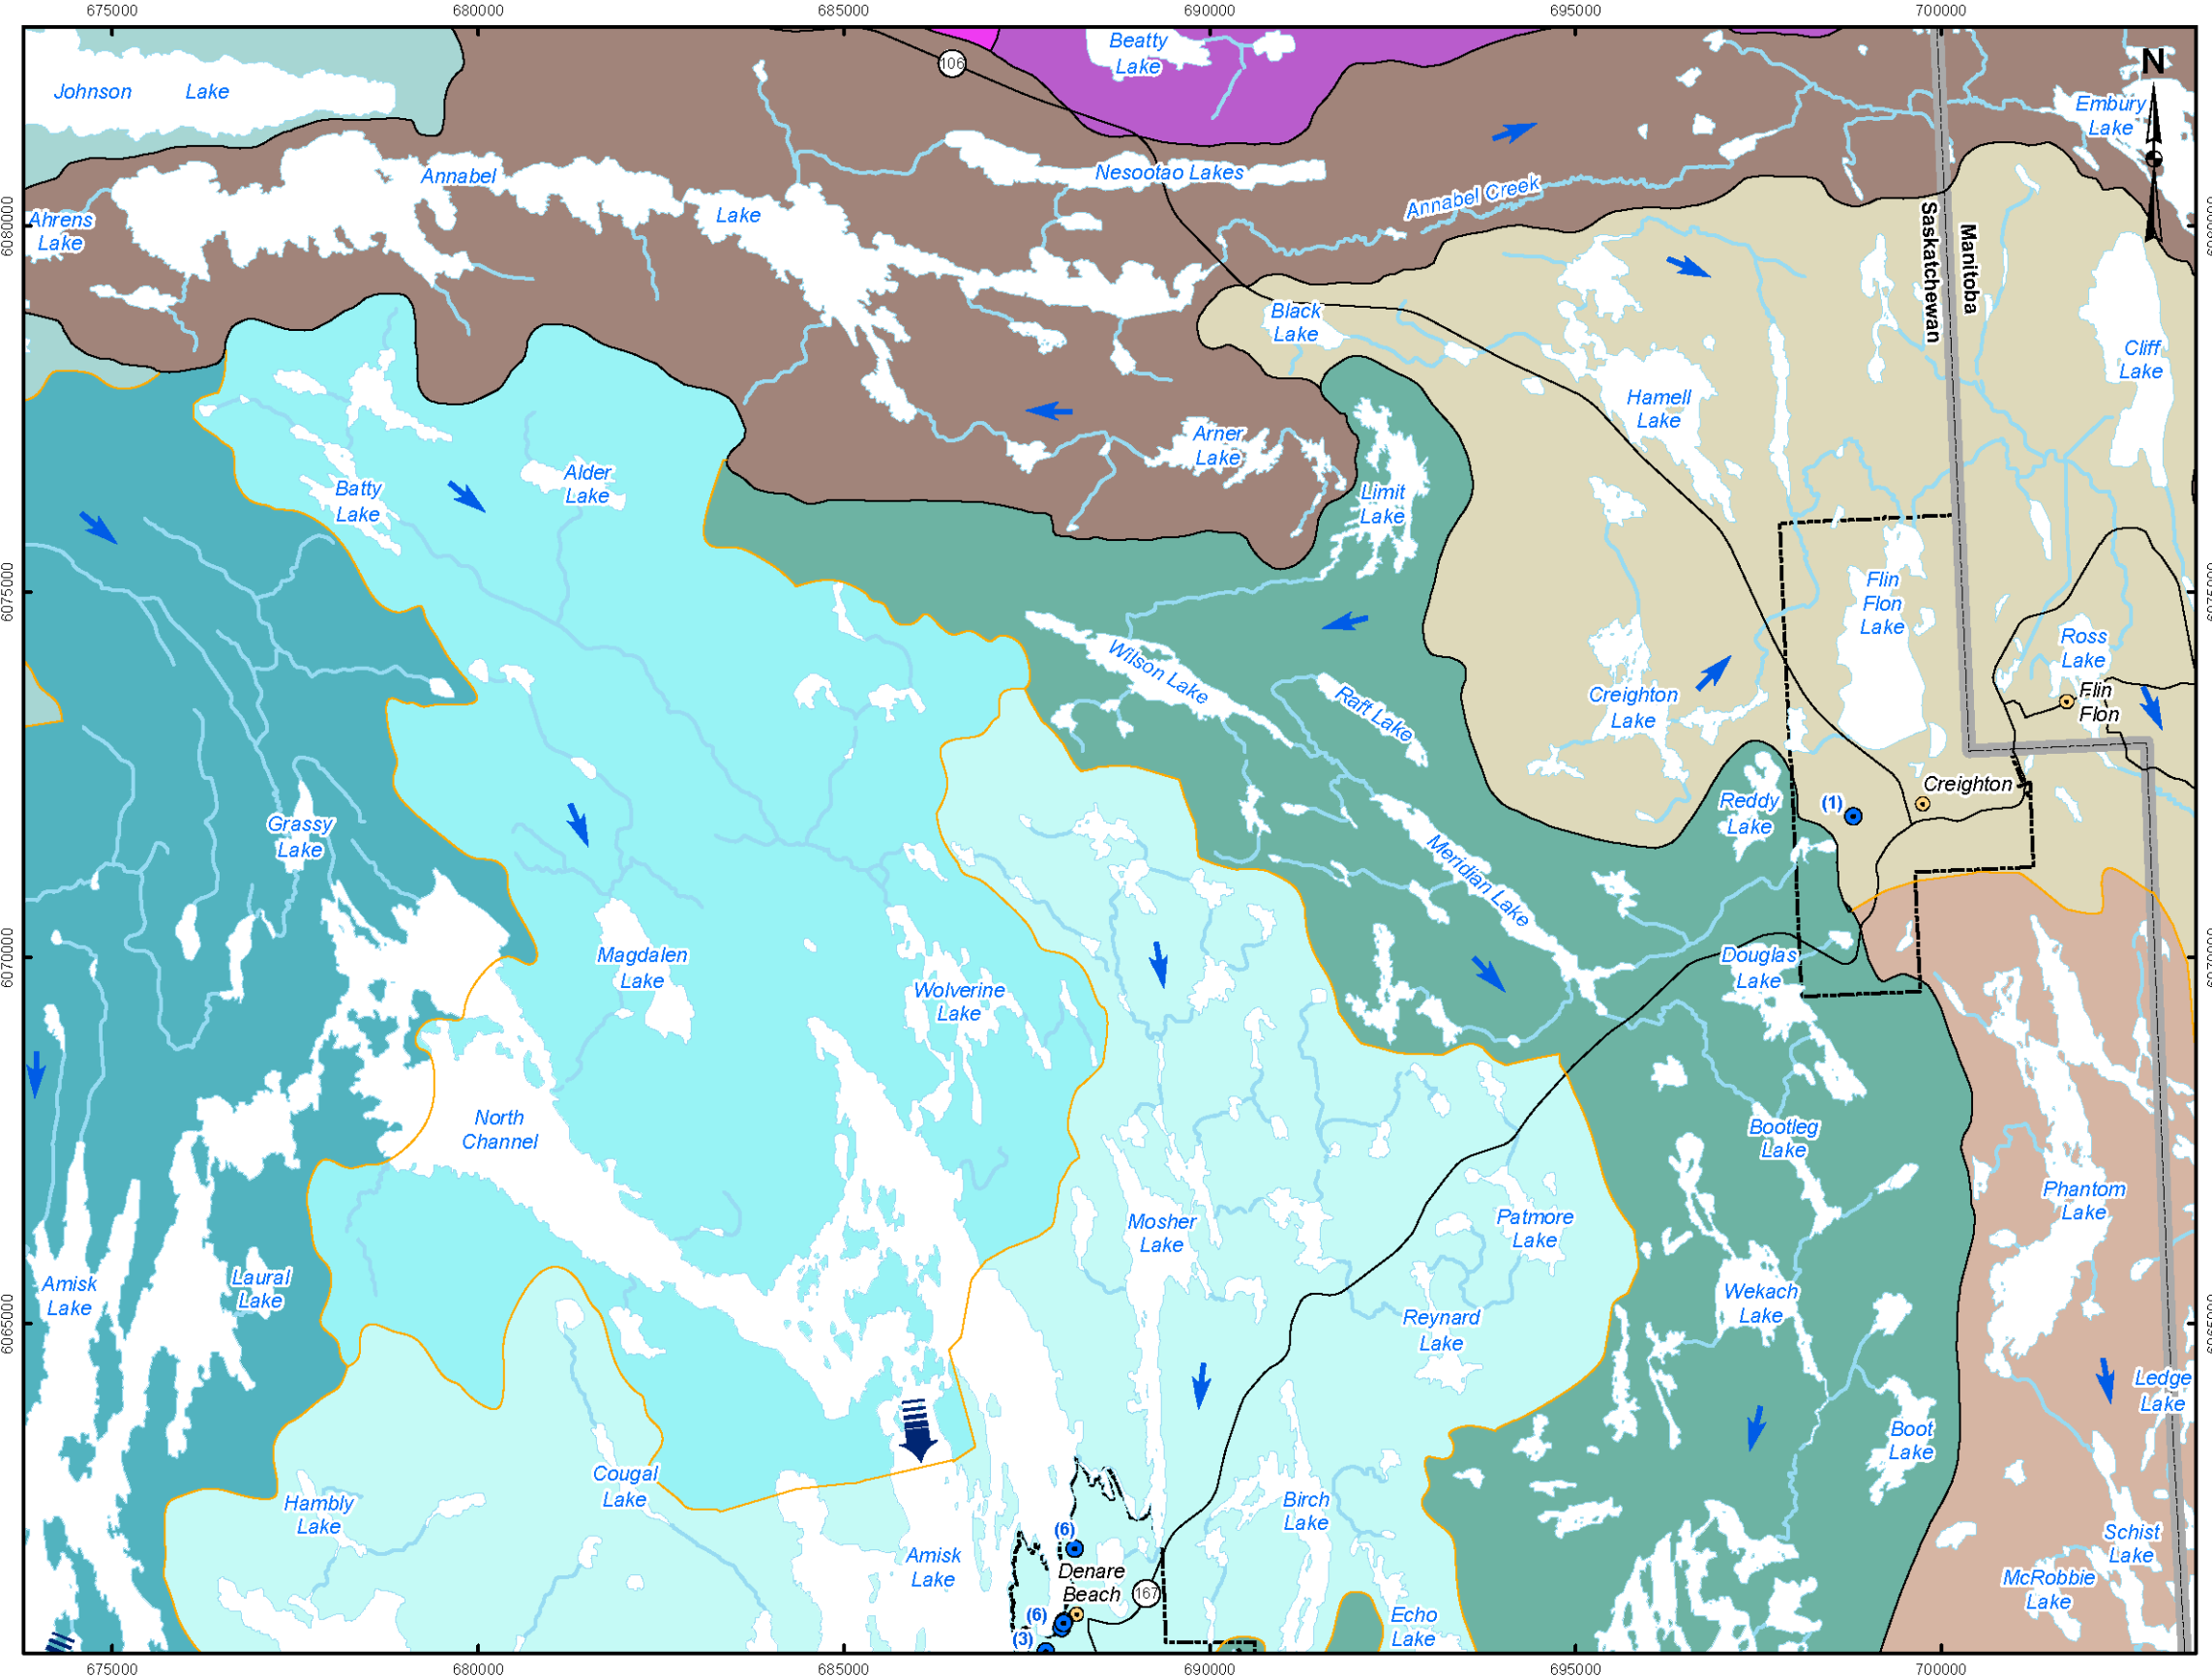 675000 680000 685000 690000 695000 700000
Beatty
Lake
106
N
Johnson Lake
Embury
Lake
Annabel
Lake
Nesootao Lakes
Annabel Creek
Ahrens
Lake
6080000
Saskatchewan
Manitoba
Black
Lake
Cliff
Lake
Hamell
Lake
Arner
Lake
Alder
Lake
Batty
Lake
Limit
Lake
6075000
Flin
Flon
Lake
Ross
Lake
Wilson Lake
Raff Lake
Creighton
Lake
Flin
Flon
Creighton
(1)
Reddy
Lake
Grassy
Lake
Meridian Lake
6070000
Magdalen
Lake
Wolverine
Lake
Douglas
Lake
North
Channel
Bootleg
Lake
Phantom
Lake
Mosher
Lake
Patmore
Lake
Amisk
Lake
Laural
Lake
Wekach
Lake
6065000
Reynard
Lake
Ledge
Lake
Boot
Lake
Cougal
Lake
Hambly
Lake
Birch
Lake
(6)
Schist
Lake
Amisk
Lake
Denare
Beach
167
McRobbie
Lake
(6)
Echo
Lake
(3)
675000 680000 685000 690000 695000 700000